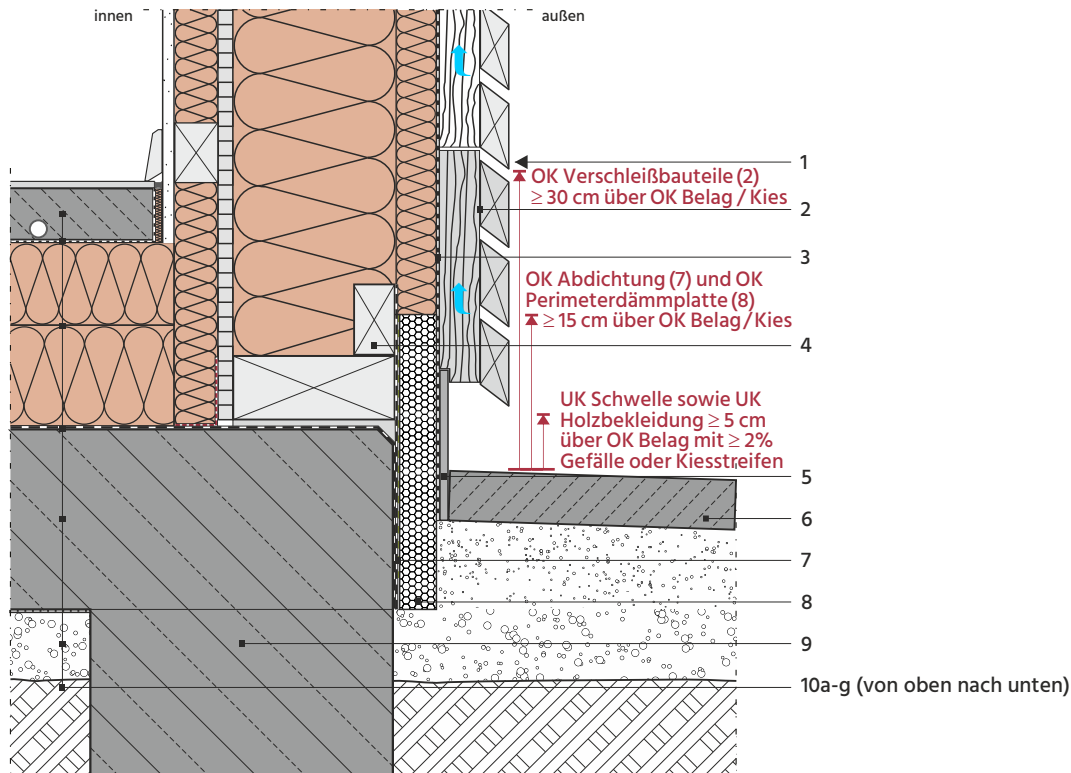 innen
außen
1
OK Verschleißbauteile (2)
≥ 30 cm über OK Belag / Kies
2
3
OK Abdichtung (7) und OK
Perimeterdämmplatte (8)
≥ 15 cm über OK Belag / Kies
4
UK Schwelle sowie UK
Holzbekleidung ≥ 5 cm
über OK Belag mit ≥ 2%
Gefälle oder Kiesstreifen
5
6
7
8
9
10a-g (von oben nach unten)